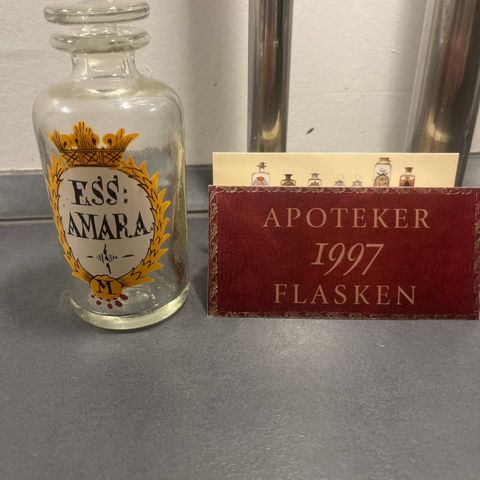 ESS:
AMARA.
M
APOTEKER
1997
FLASKEN